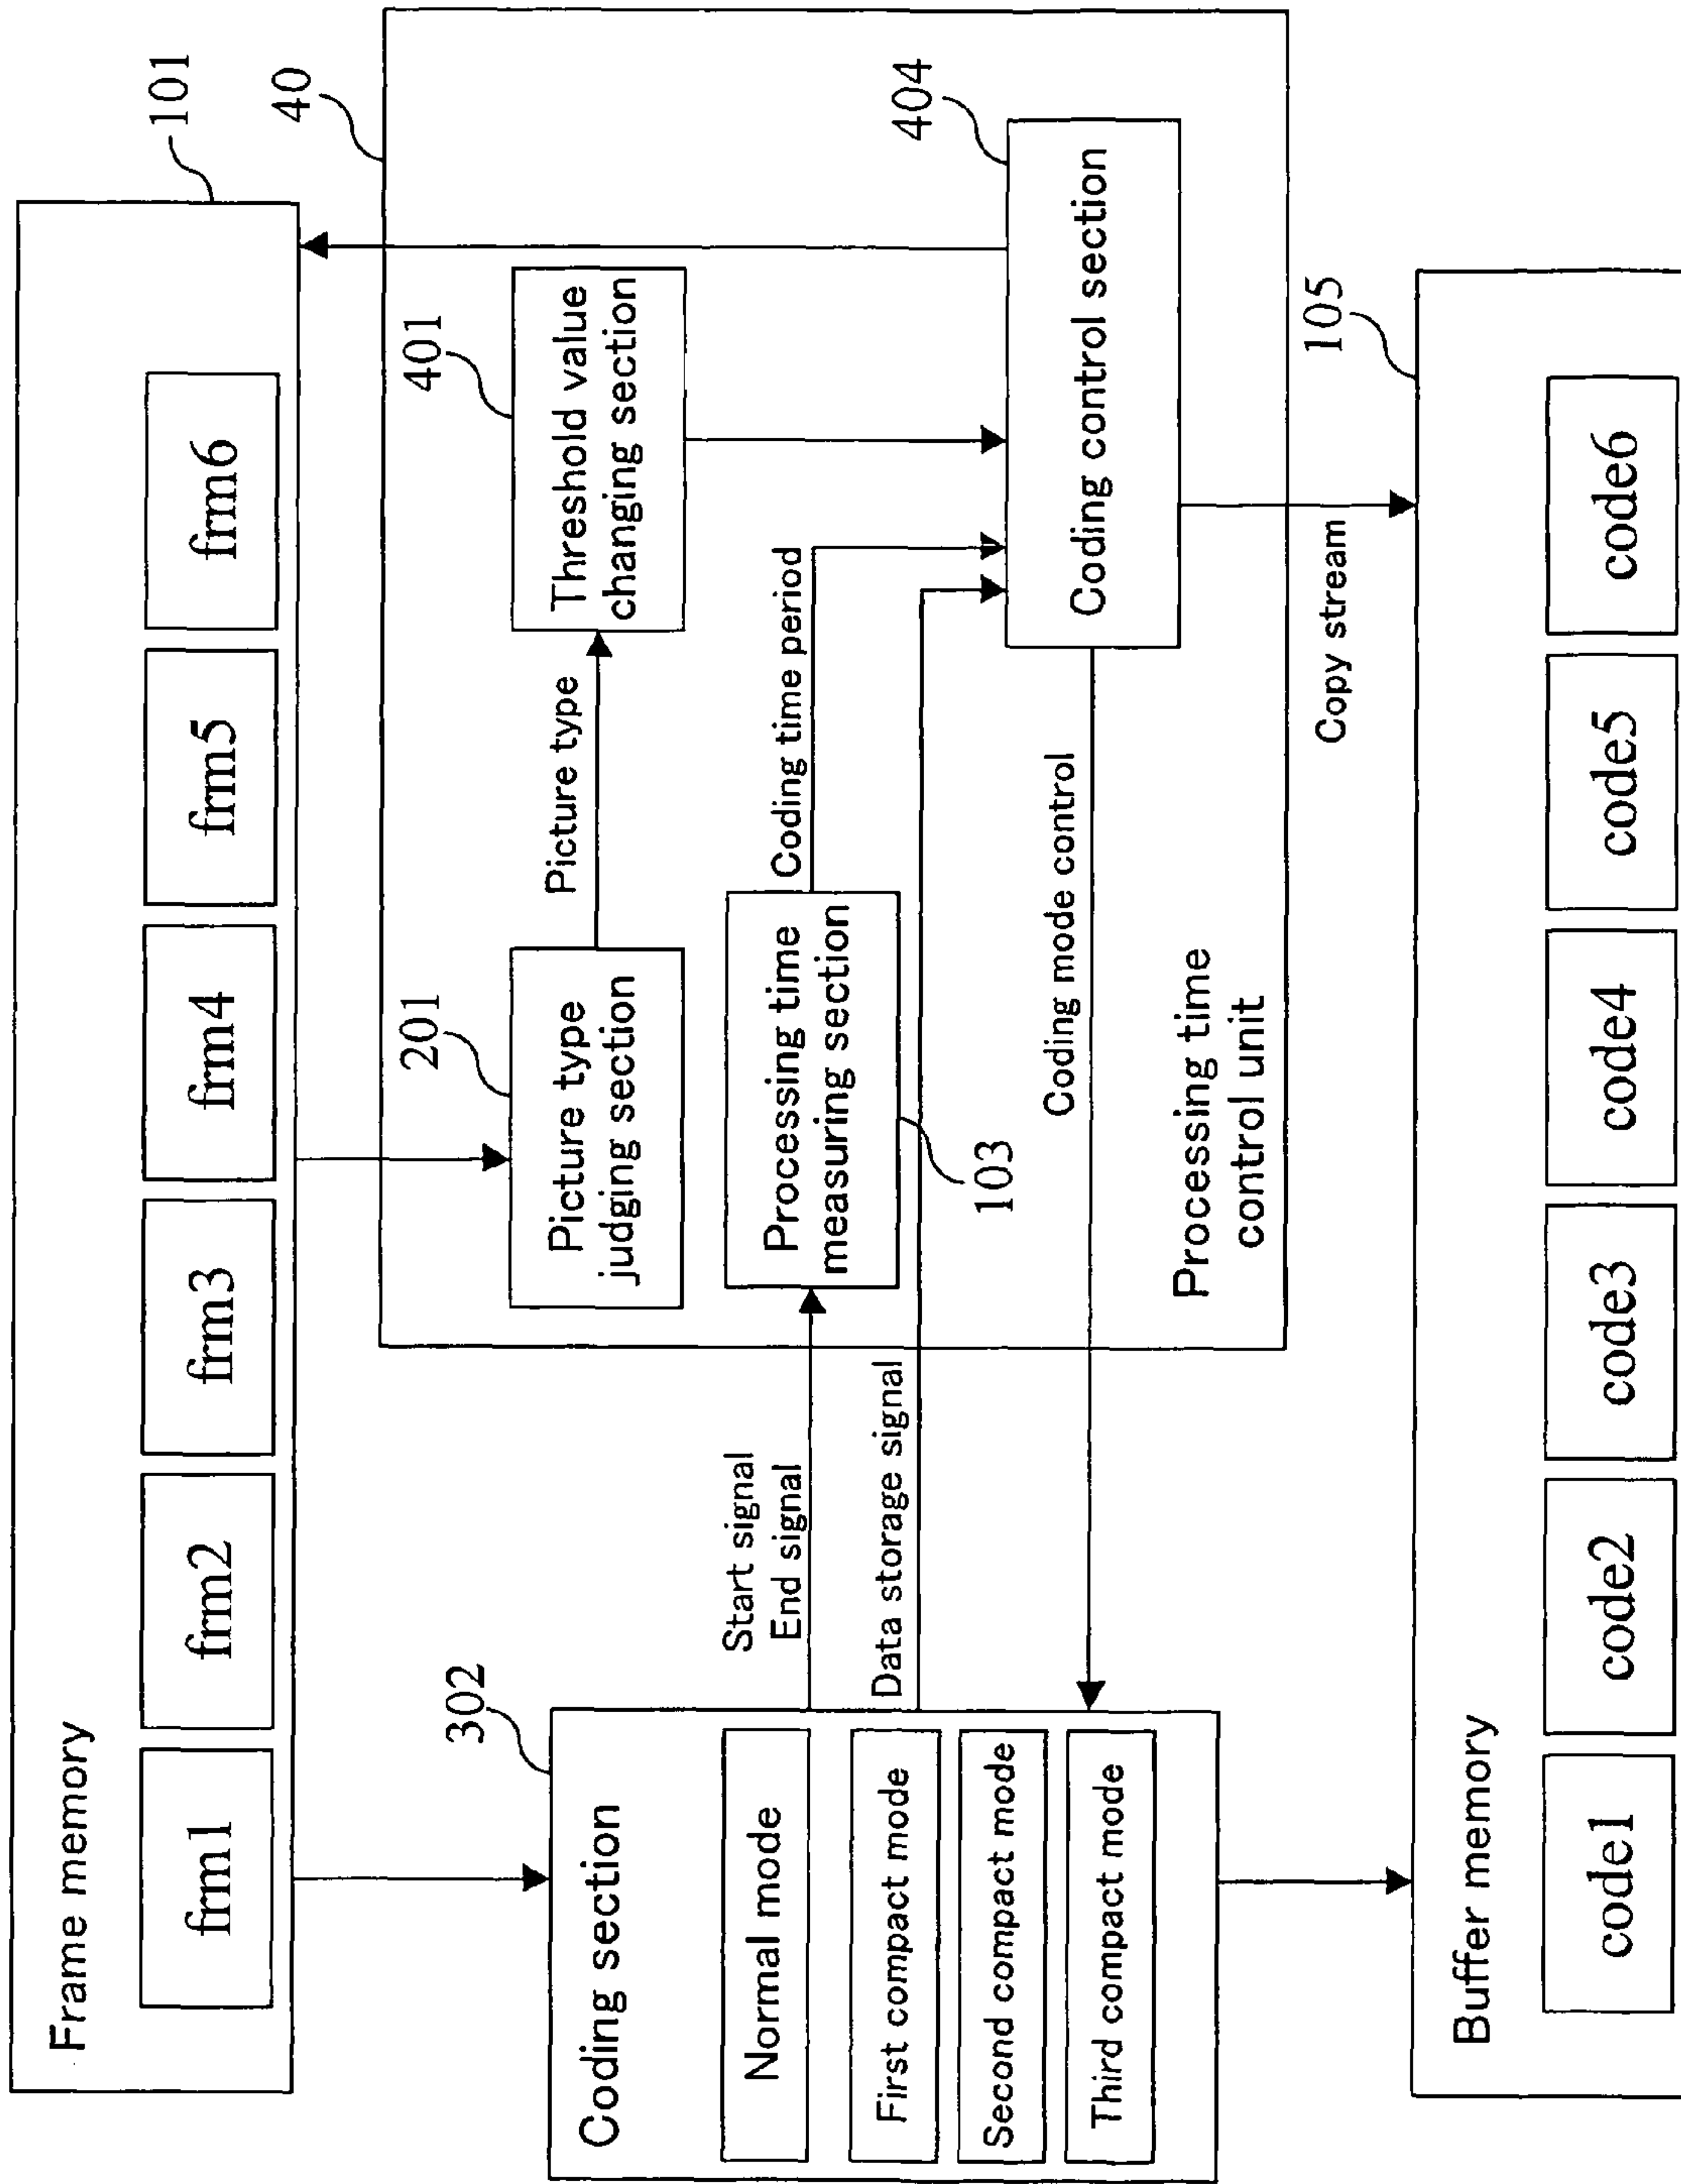 Frame memory
101
frm1
frm2
frm3
frm4
frm5
frm6
40
302
Coding section
Normal mode
First compact mode
Second compact mode
Third compact mode
Start signal
End signal
Data storage signal
201
Picture type
judging section
Picture type
401
Threshold value
changing section
Processing time
measuring section
103
Coding time period
404
Coding control section
Coding mode control
Processing time
control unit
Copy stream
105
Buffer memory
code1
code2
code3
code4
code5
code6